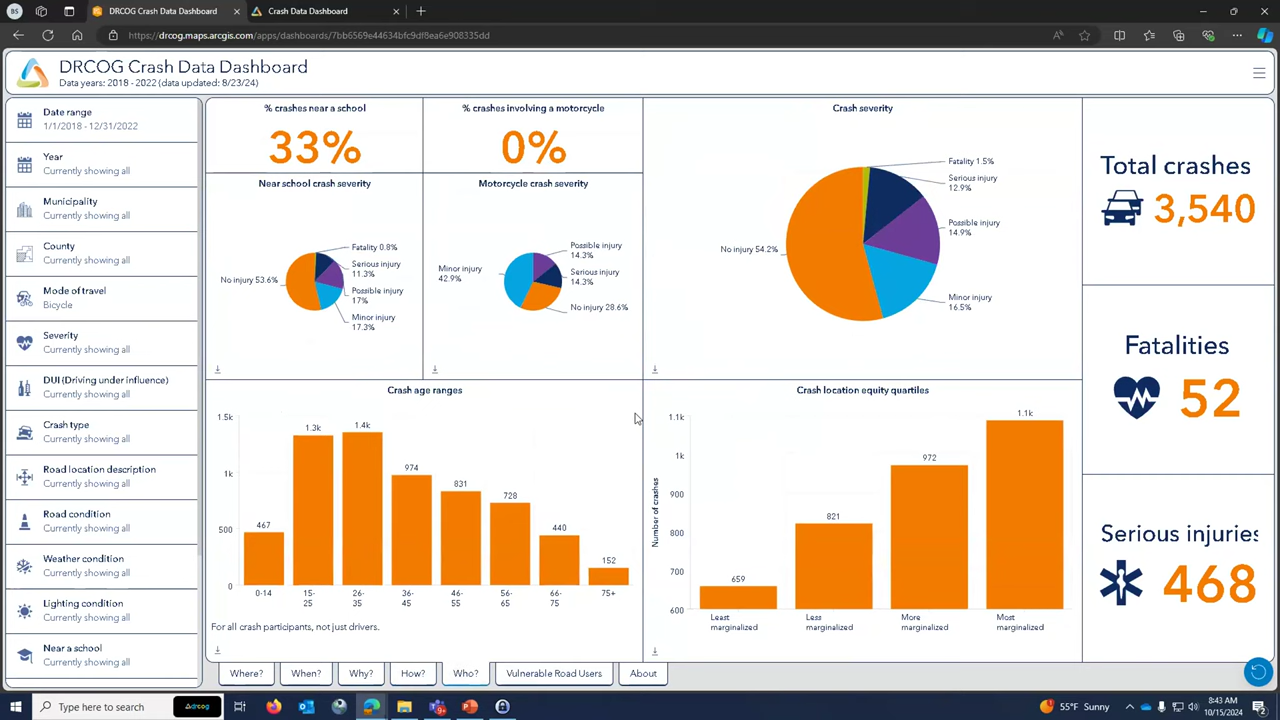 BS
DRCOG Crash Data Dashboard
Crash Data Dashboard
https://drcog.maps.arcgis.com/apps/dashboards/7bb6569e44634bfc9df8ea6e908335dd
DRCOG Crash Data Dashboard
Data years: 2018 - 2022 (data updated: 8/23/24)
Date range
1/1/2018 - 12/31/2022
Year
Currently showing all
Municipality
Currently showing all
County
Currently showing all
Mode of travel
Bicycle
Severity
Currently showing all
DUI (Driving under influence)
Currently showing all
Crash type
Currently showing all
Road location description
Currently showing all
Road condition
Currently showing all
Weather condition
Currently showing all
Lighting condition
Currently showing all
Near a school
Currently showing all
% crashes near a school
33%
% crashes involving a motorcycle
0%
Near school crash severity
Fatality 0.8%
Serious injury
11.3%
Possible injury
17%
Minor injury
17.3%
No injury 53.6%
Motorcycle crash severity
Possible injury
14.3%
Serious injury
14.3%
No injury 28.6%
Minor injury
42.9%
Crash severity
Fatality 1.5%
Serious injury
12.9%
Possible injury
14.9%
Minor injury
16.5%
No injury 54.2%
Total crashes
3,540
Fatalities
52
Serious injuries
468
Crash age ranges
1.5k
1k
500
0
467
1.3k
1.4k
974
831
728
440
152
0-14
15-
25
26-
35
36-
45
46-
55
56-
65
66-
75
75+
For all crash participants, not just drivers.
Crash location equity quartiles
Number of crashes
1.1k
1k
900
800
700
600
659
821
972
1.1k
Least
marginalized
Less
marginalized
More
marginalized
Most
marginalized
Where?
When?
Why?
How?
Who?
Vulnerable Road Users
About
Type here to search
drcog
55°F Sunny
8:43 AM
10/15/2024
2